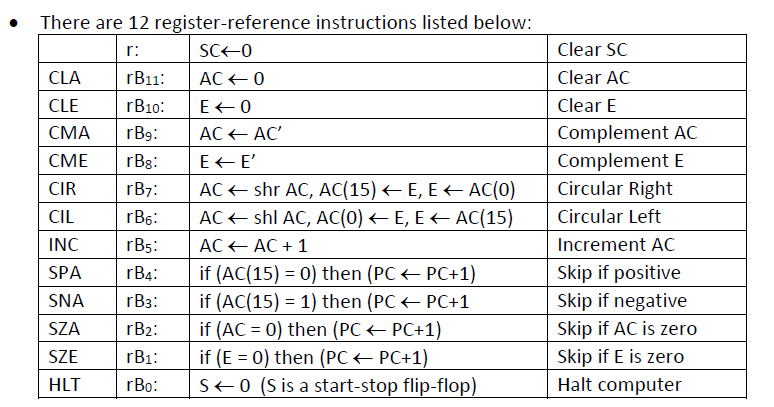 • There are 12 register-reference instructions listed below:
r: SC←0 Clear SC
CLA rB₁₁: AC ← 0 Clear AC
CLE rB₁₀: E ← 0 Clear E
CMA rB₉: AC ← AC’ Complement AC
CME rB₈: E ← E’ Complement E
CIR rB₇: AC ← shr AC, AC(15) ← E, E ← AC(0) Circular Right
CIL rB₆: AC ← shl AC, AC(0) ← E, E ← AC(15) Circular Left
INC rB₅: AC ← AC + 1 Increment AC
SPA rB₄: if (AC(15) = 0) then (PC ← PC+1) Skip if positive
SNA rB₃: if (AC(15) = 1) then (PC ← PC+1 Skip if negative
SZA rB₂: if (AC = 0) then (PC ← PC+1) Skip if AC is zero
SZE rB₁: if (E = 0) then (PC ← PC+1) Skip if E is zero
HLT rB₀: S ← 0 (S is a start-stop flip-flop) Halt computer